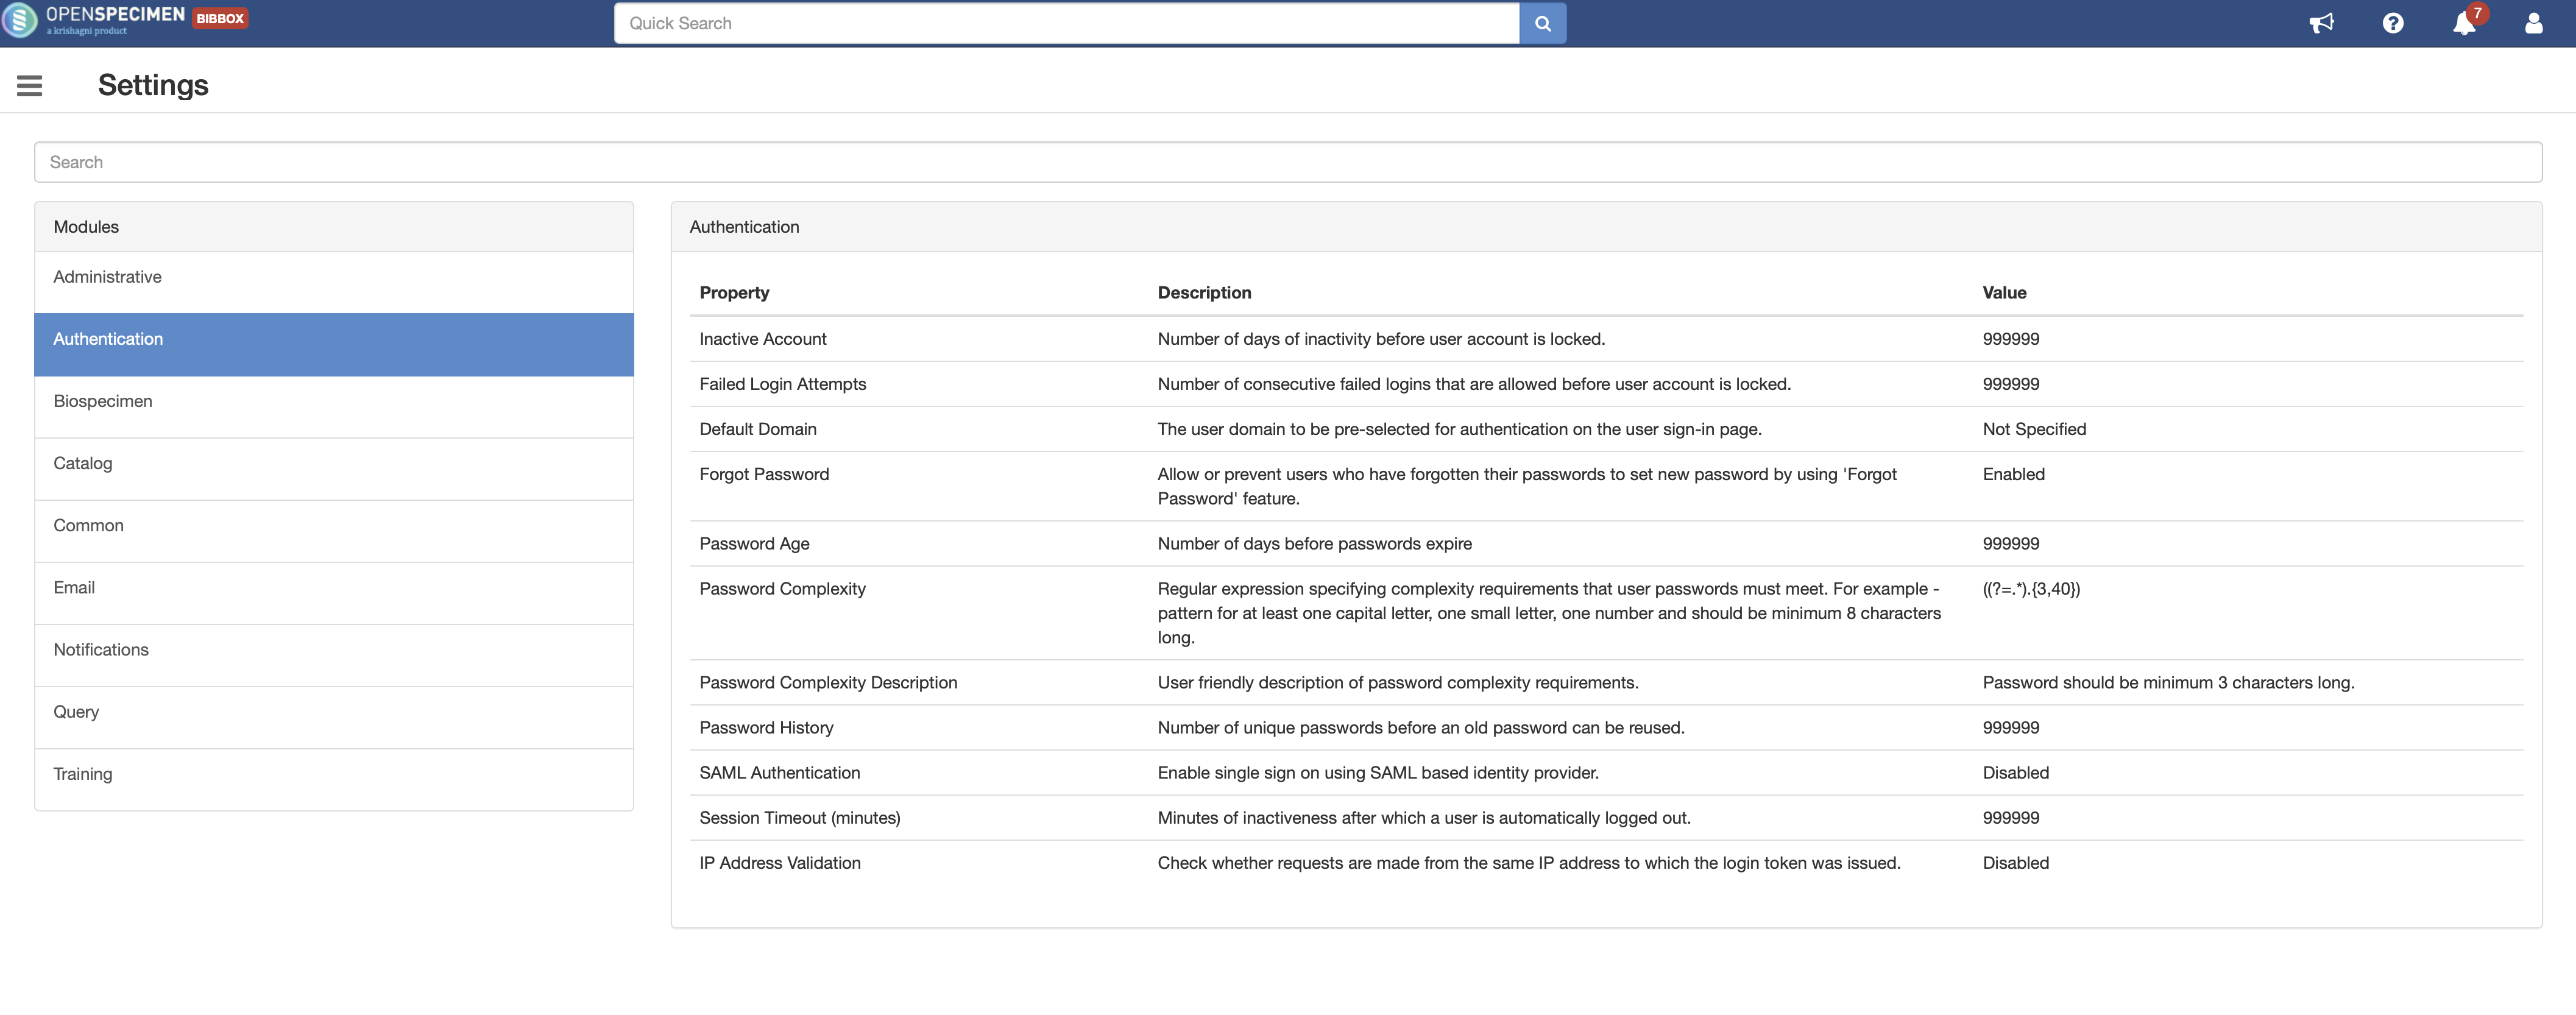 OPENSPECIMEN BIBBOX
a krishagni product
Quick Search
7
Settings
Search
Modules
Administrative
Authentication
Biospecimen
Catalog
Common
Email
Notifications
Query
Training
Authentication
Property Description Value
Inactive Account Number of days of inactivity before user account is locked. 999999
Failed Login Attempts Number of consecutive failed logins that are allowed before user account is locked. 999999
Default Domain The user domain to be pre-selected for authentication on the user sign-in page. Not Specified
Forgot Password Allow or prevent users who have forgotten their passwords to set new password by using 'Forgot Enabled
Password' feature.
Password Age Number of days before passwords expire 999999
Password Complexity Regular expression specifying complexity requirements that user passwords must meet. For example - ((?=.*).{3,40})
pattern for at least one capital letter, one small letter, one number and should be minimum 8 characters
long.
Password Complexity Description User friendly description of password complexity requirements. Password should be minimum 3 characters long.
Password History Number of unique passwords before an old password can be reused. 999999
SAML Authentication Enable single sign on using SAML based identity provider. Disabled
Session Timeout (minutes) Minutes of inactiveness after which a user is automatically logged out. 999999
IP Address Validation Check whether requests are made from the same IP address to which the login token was issued. Disabled